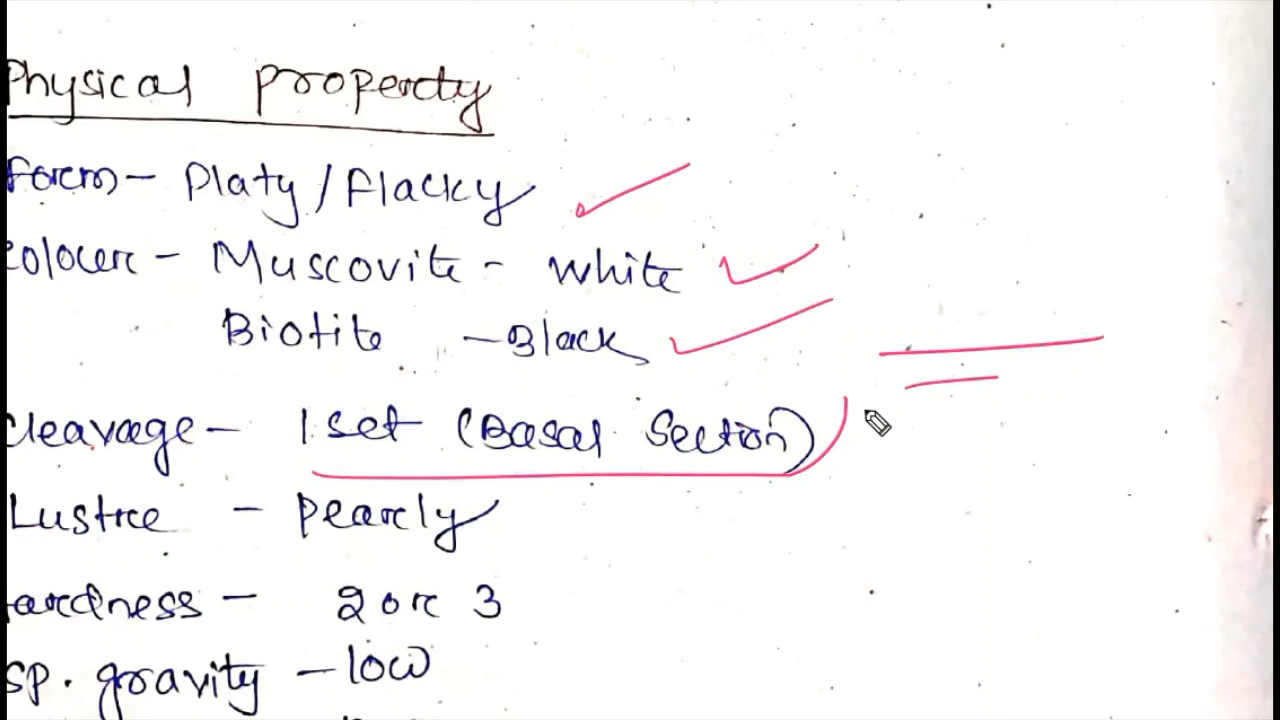 Physical property
Form - Platy / Flacky
Colour - Muscovite - White
Biotite - Black
Cleavage - 1 set (Basal Section)
Lustre - Pearly
Hardness - 2 or 3
Sp. gravity - low